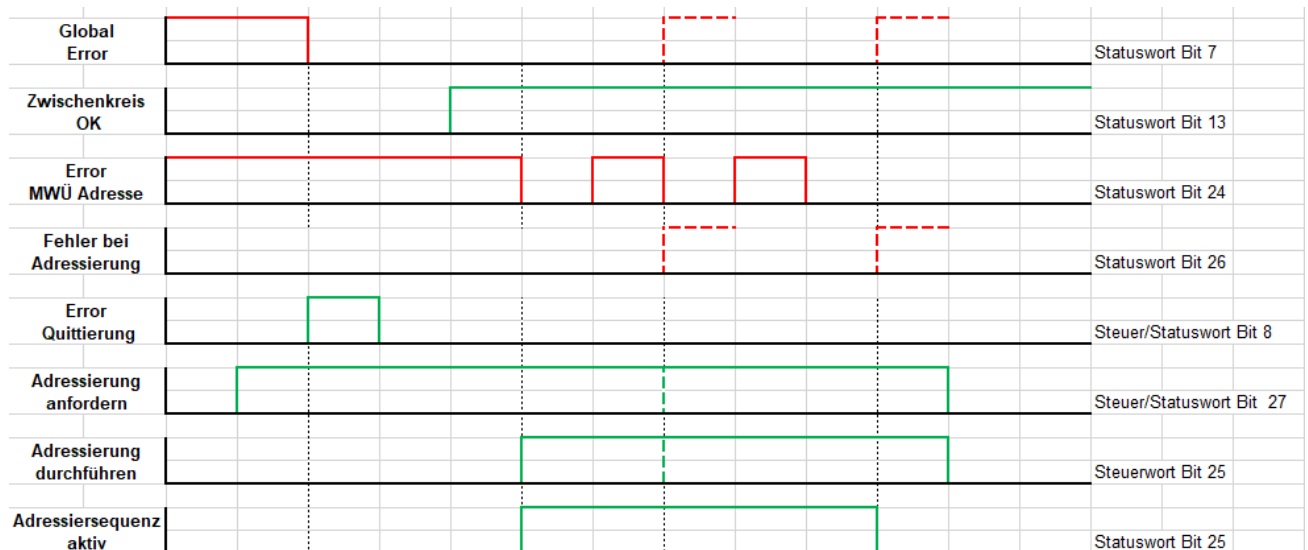 Global
Error
Statuswort Bit 7
Zwischenkreis
OK
Statuswort Bit 13
Error
MWÜ Adresse
Statuswort Bit 24
Fehler bei
Adressierung
Statuswort Bit 26
Error
Quittierung
Steuer/Statuswort Bit 8
Adressierung
anfordern
Steuer/Statuswort Bit  27
Adressierung
durchführen
Steuerwort Bit 25
Adressiersequenz
aktiv
Statuswort Bit 25